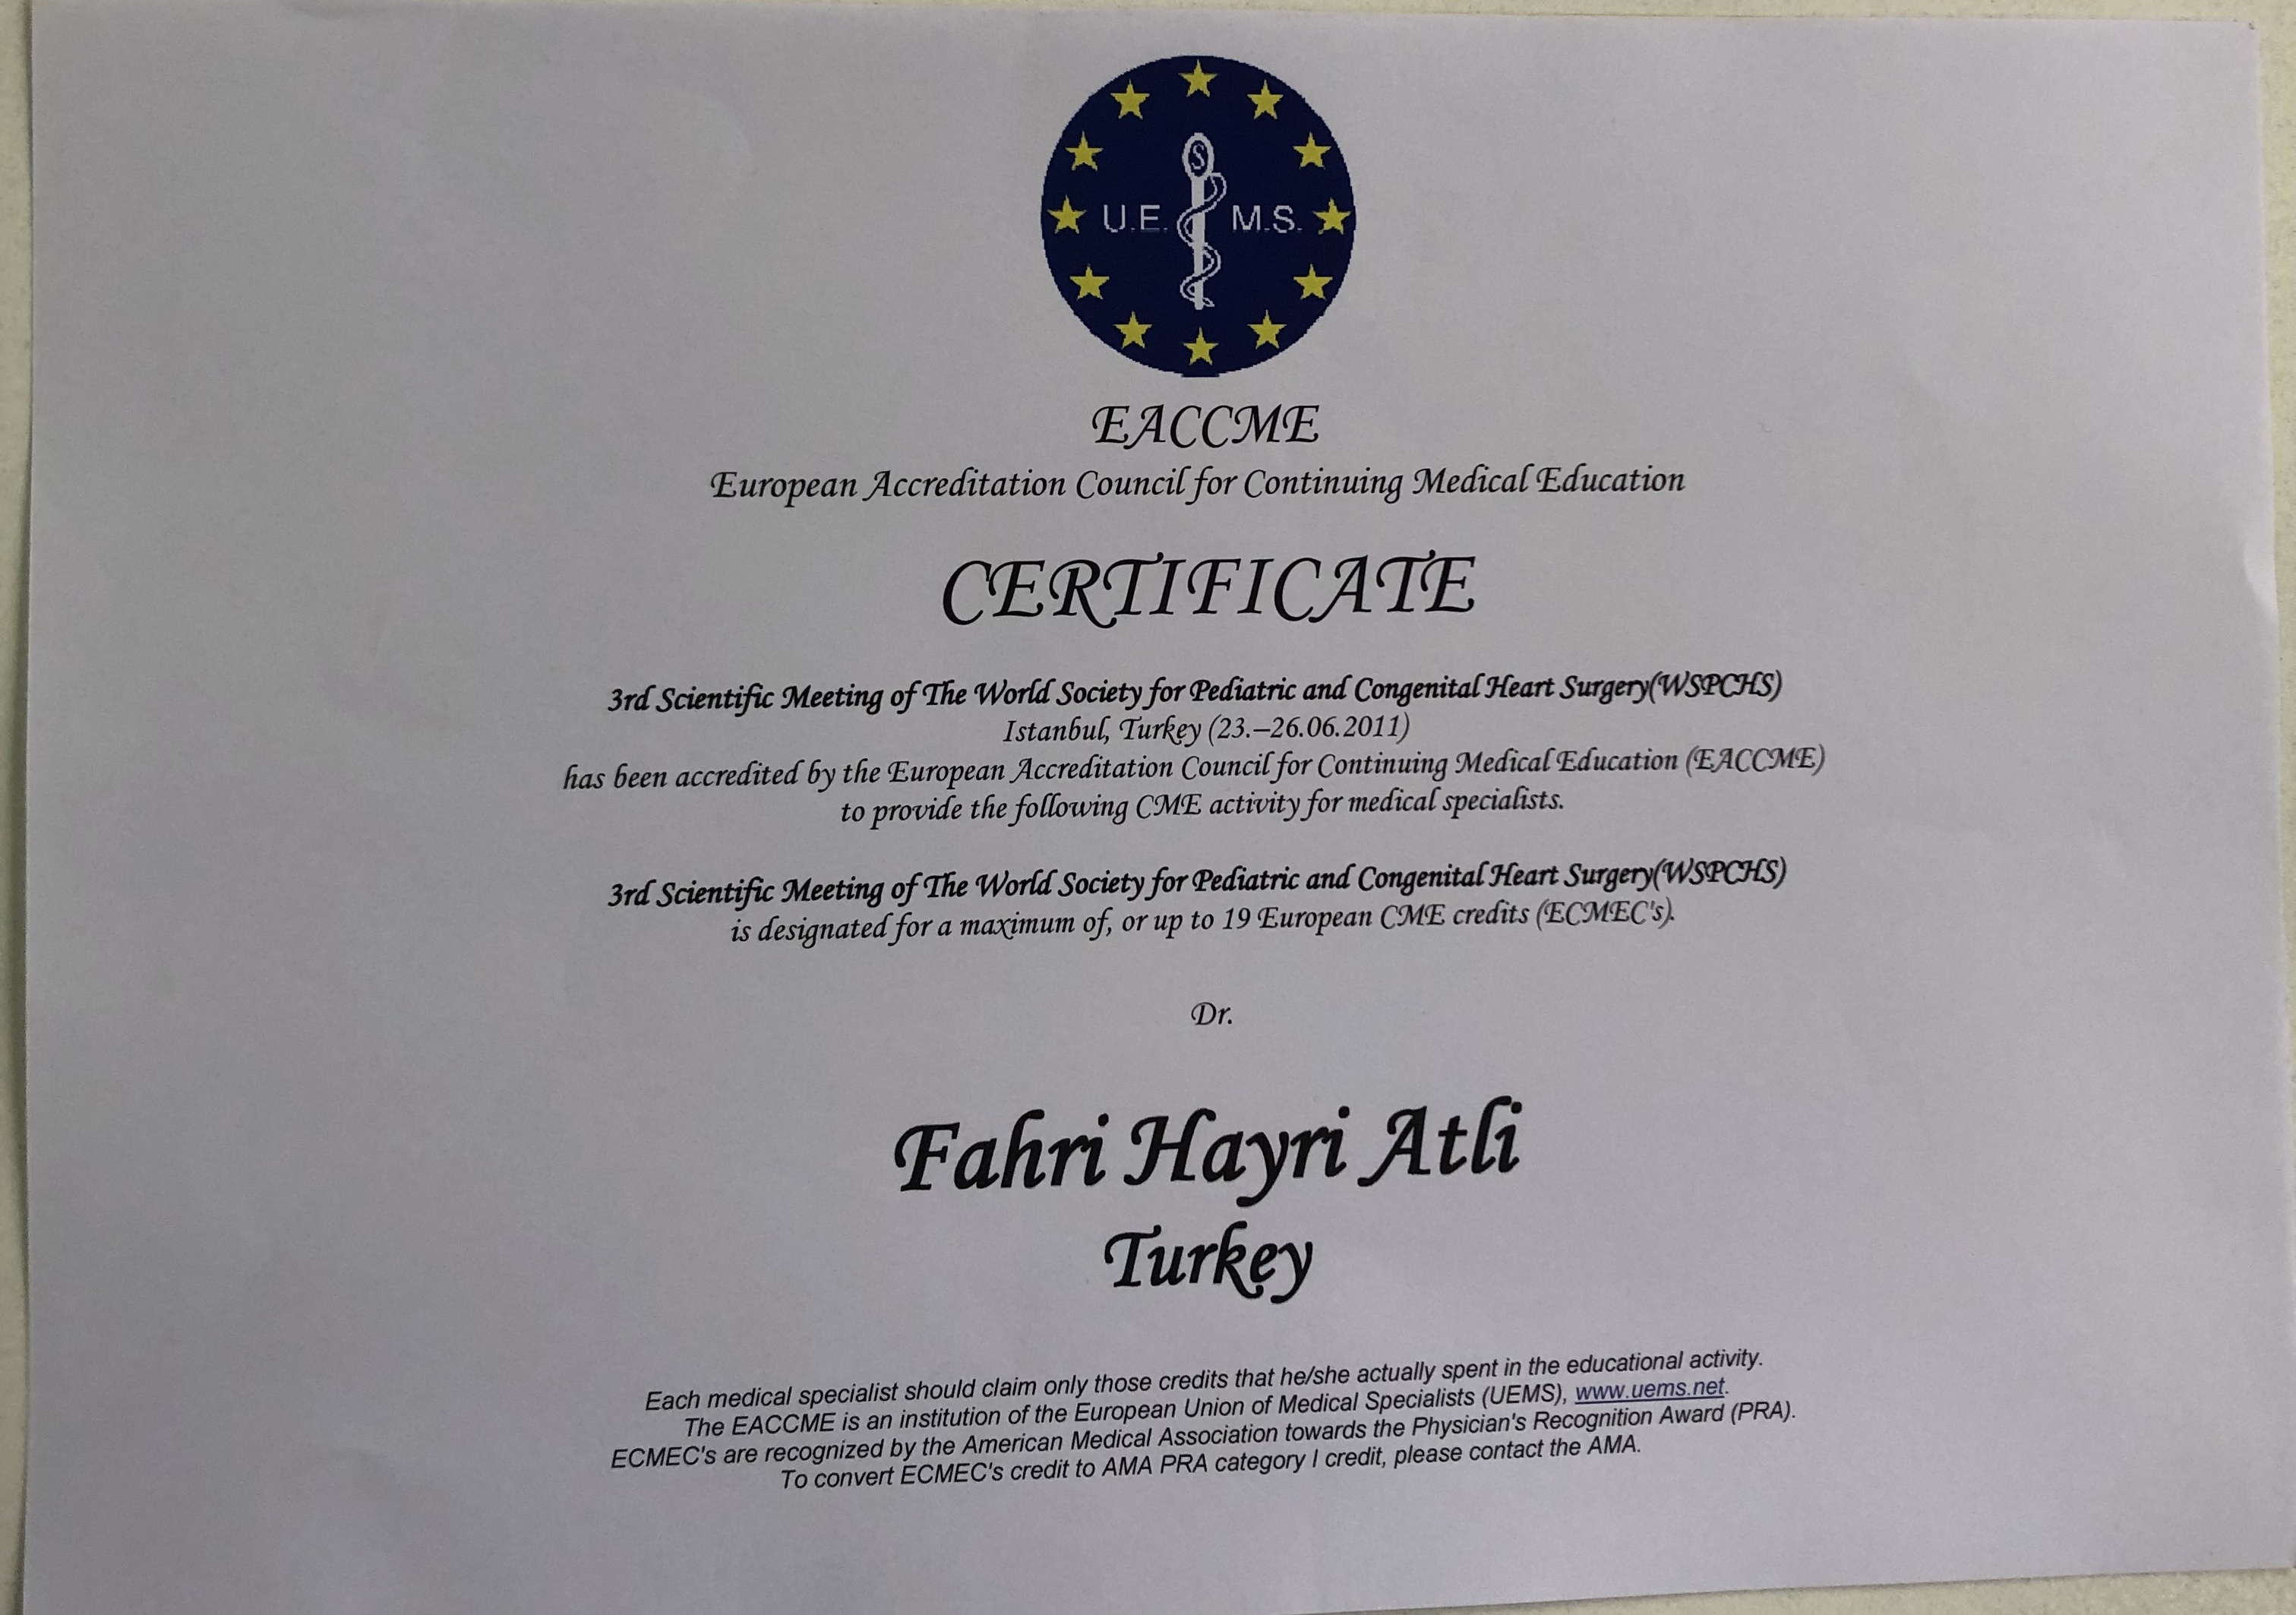 U.E. M.S.
S
EACCME
European Accreditation Council for Continuing Medical Education
CERTIFICATE
3rd Scientific Meeting of The World Society for Pediatric and Congenital Heart Surgery(WSPCHS)
Istanbul, Turkey (23.–26.06.2011)
has been accredited by the European Accreditation Council for Continuing Medical Education (EACCME)
to provide the following CME activity for medical specialists.
3rd Scientific Meeting of The World Society for Pediatric and Congenital Heart Surgery(WSPCHS)
is designated for a maximum of, or up to 19 European CME credits (ECMEC's).
Dr.
Fahri Hayri Atli
Turkey
Each medical specialist should claim only those credits that he/she actually spent in the educational activity.
The EACCME is an institution of the European Union of Medical Specialists (UEMS), www.uems.net.
ECMEC's are recognized by the American Medical Association towards the Physician's Recognition Award (PRA).
To convert ECMEC's credit to AMA PRA category I credit, please contact the AMA.